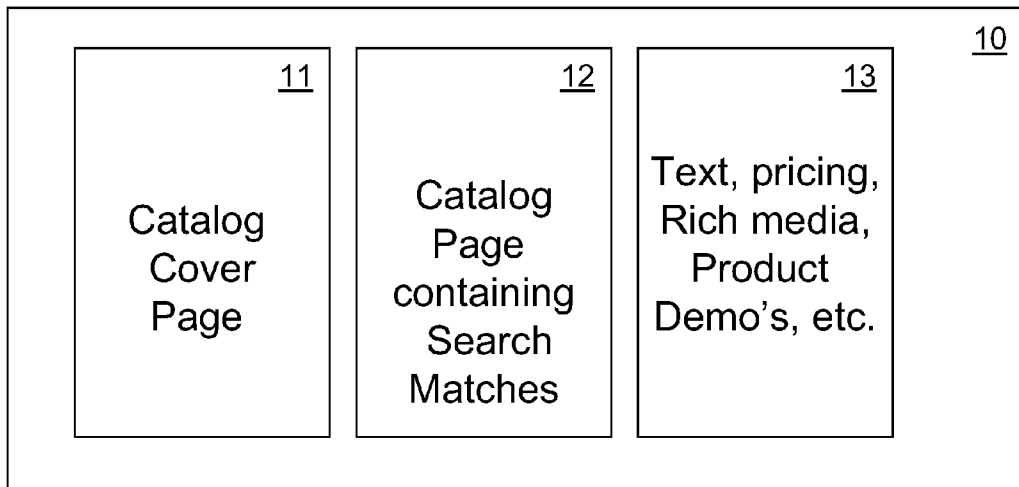 10
11
Catalog
Cover
Page
12
Catalog
Page
containing
Search
Matches
13
Text, pricing,
Rich media,
Product
Demo’s, etc.